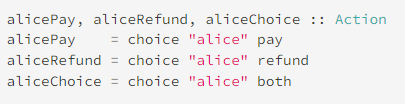 alicePay, aliceRefund, aliceChoice :: Action
alicePay    = choice "alice" pay
aliceRefund = choice "alice" refund
aliceChoice = choice "alice" both